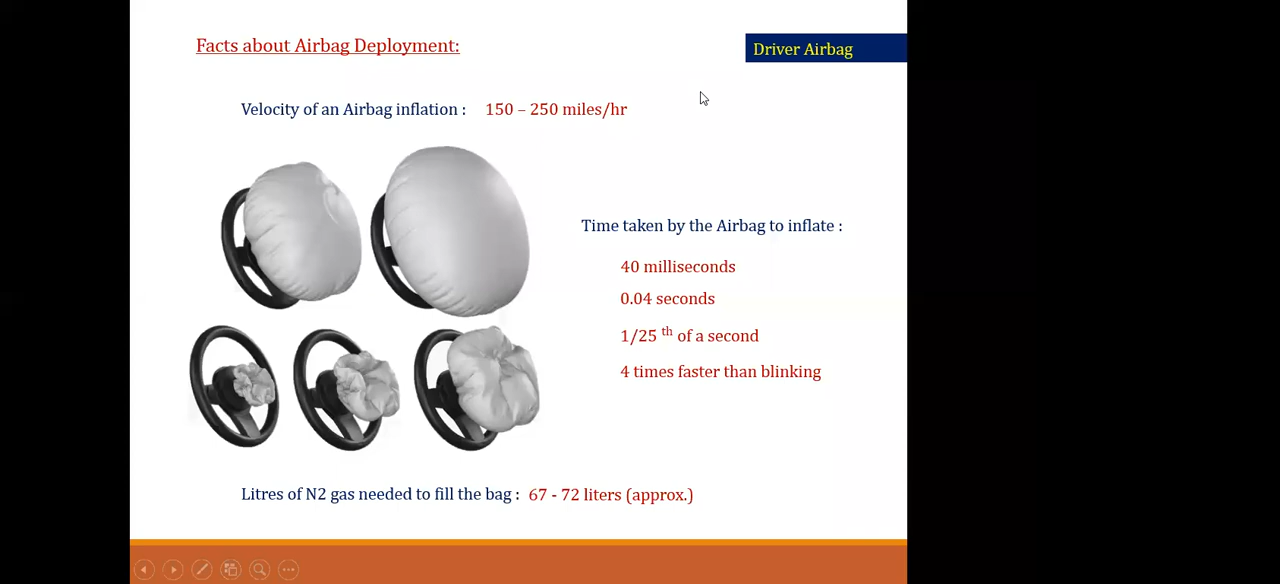 Facts about Airbag Deployment:
Driver Airbag
Velocity of an Airbag inflation : 150 – 250 miles/hr
Time taken by the Airbag to inflate :
40 milliseconds
0.04 seconds
1/25 th of a second
4 times faster than blinking
Litres of N2 gas needed to fill the bag : 67 - 72 liters (approx.)